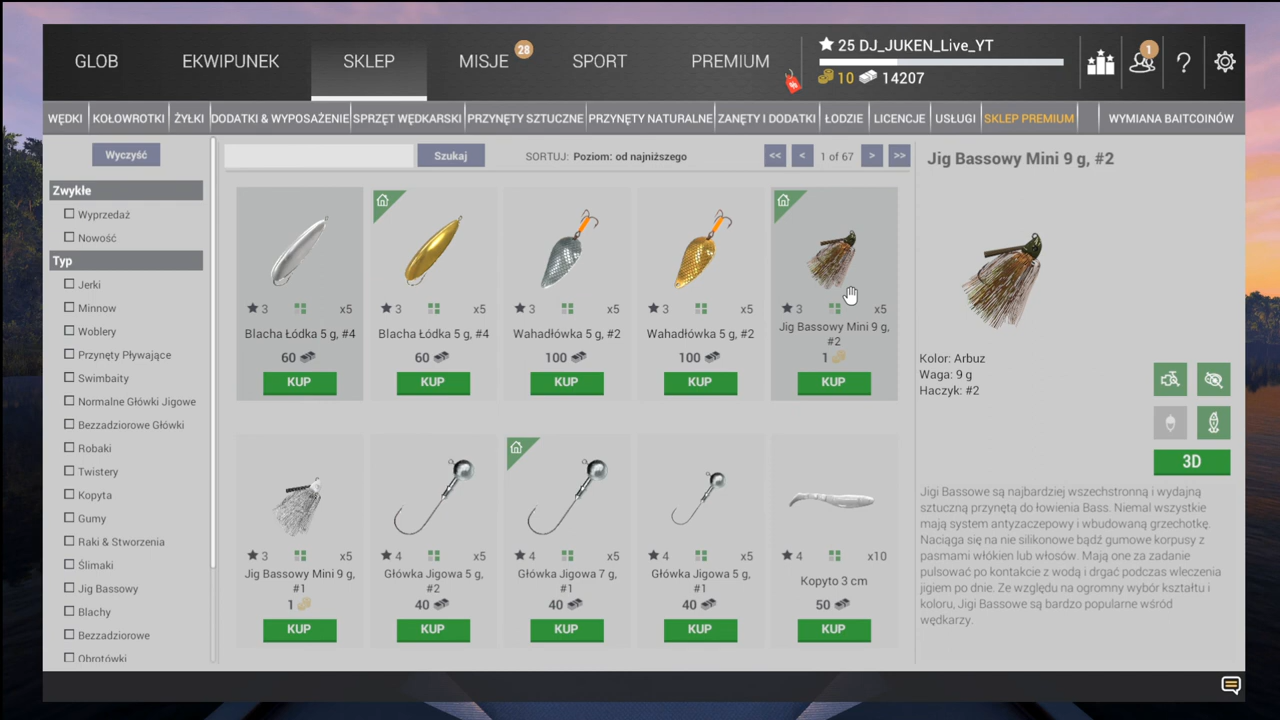 GLOB
EKWIPUNEK
SKLEP
MISJE
28
SPORT
PREMIUM
25 DJ_JUKEN_Live_YT
10
14207
1
?
WĘDKI
KOŁOWROTKI
ŻYŁKI
DODATKI & WYPOSAŻENIE
SPRZĘT WĘDKARSKI
PRZYNĘTY SZTUCZNE
PRZYNĘTY NATURALNE
ZANĘTY I DODATKI
ŁODZIE
LICENCJE
USŁUGI
SKLEP PREMIUM
WYMIANA BAITCOINÓW
Wyczyść
Zwykłe
Wyprzedaż
Nowość
Typ
Jerki
Minnow
Woblery
Przynęty Pływające
Swimbaity
Normalne Główki Jigowe
Bezzadziorowe Główki
Robaki
Twistery
Kopyta
Gumy
Raki & Stworzenia
Ślimaki
Jig Bassowy
Blachy
Bezzadziorowe
Obrotówki
Szukaj
SORTUJ: Poziom: od najniższego
<<
<
1 of 67
>
>>
3 x5
Blacha Łódka 5 g, #4
60
KUP
3 x5
Blacha Łódka 5 g, #4
60
KUP
3 x5
Wahadłówka 5 g, #2
100
KUP
3 x5
Wahadłówka 5 g, #2
100
KUP
3 x5
Jig Bassowy Mini 9 g,
#2
1
KUP
3 x5
Jig Bassowy Mini 9 g,
#1
1
KUP
4 x5
Główka Jigowa 5 g,
#2
40
KUP
4 x5
Główka Jigowa 7 g,
#1
40
KUP
4 x5
Główka Jigowa 5 g,
#1
40
KUP
4 x10
Kopyto 3 cm
50
KUP
Jig Bassowy Mini 9 g, #2
Kolor: Arbuz
Waga: 9 g
Haczyk: #2
3D
Jigi Bassowe są najbardziej wszechstronną i wydajną
sztuczną przynętą do łowienia Bass. Niemal wszystkie
mają system antyzaczepowy i wbudowaną grzechotkę.
Naciąga się na nie silikonowe bądź gumowe korpusy z
pasmami włókien lub włosów. Mają one za zadanie
pulsować po kontakcie z wodą i drgać podczas wleczenia
jigiem po dnie. Ze względu na ogromny wybór kształtu i
koloru, Jigi Bassowe są bardzo popularne wśród
wędkarzy.